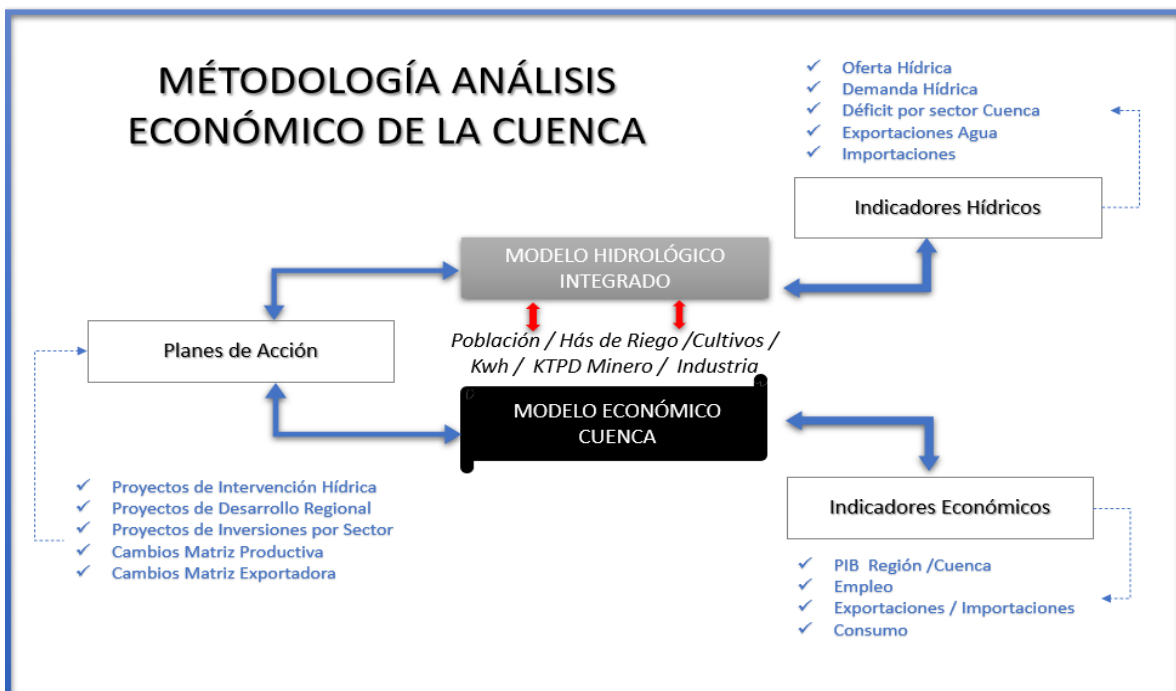 MÉTODOLOGÍA ANÁLISIS
ECONÓMICO DE LA CUENCA
Oferta Hídrica
Demanda Hídrica
Déficit por sector Cuenca
Exportaciones Agua
Importaciones
Indicadores Hídricos
MODELO HIDROLÓGICO
INTEGRADO
Población / Hás de Riego /Cultivos /
Kwh / KTPD Minero / Industria
Planes de Acción
MODELO ECONÓMICO
CUENCA
Proyectos de Intervención Hídrica
Proyectos de Desarrollo Regional
Proyectos de Inversiones por Sector
Cambios Matriz Productiva
Cambios Matriz Exportadora
Indicadores Económicos
PIB Región /Cuenca
Empleo
Exportaciones / Importaciones
Consumo